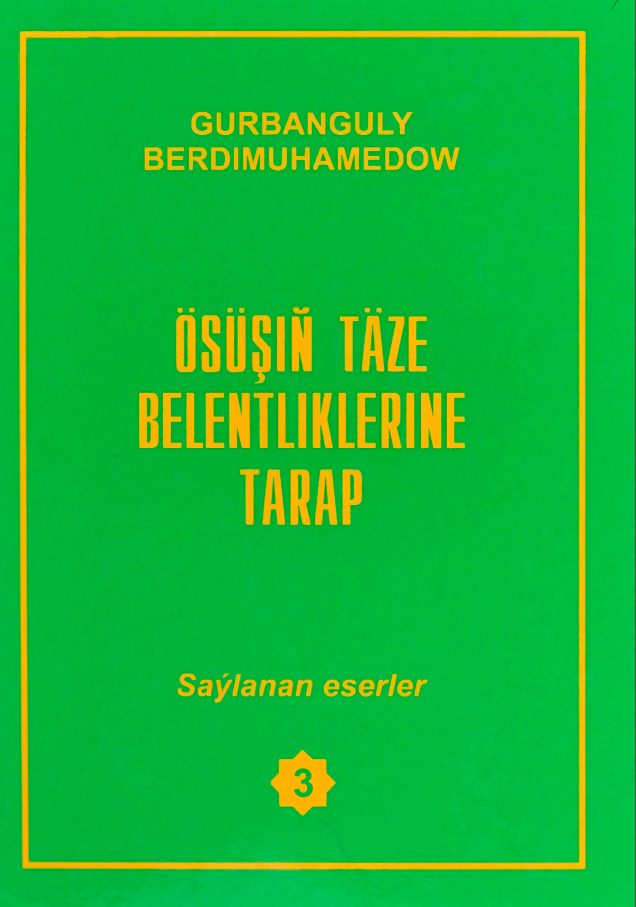 GURBANGULY
BERDIMUHAMEDOW
ÖSÜŞIŇ TÄZE
BELENTLIKLERINE
TARAP
Saýlanan eserler
3